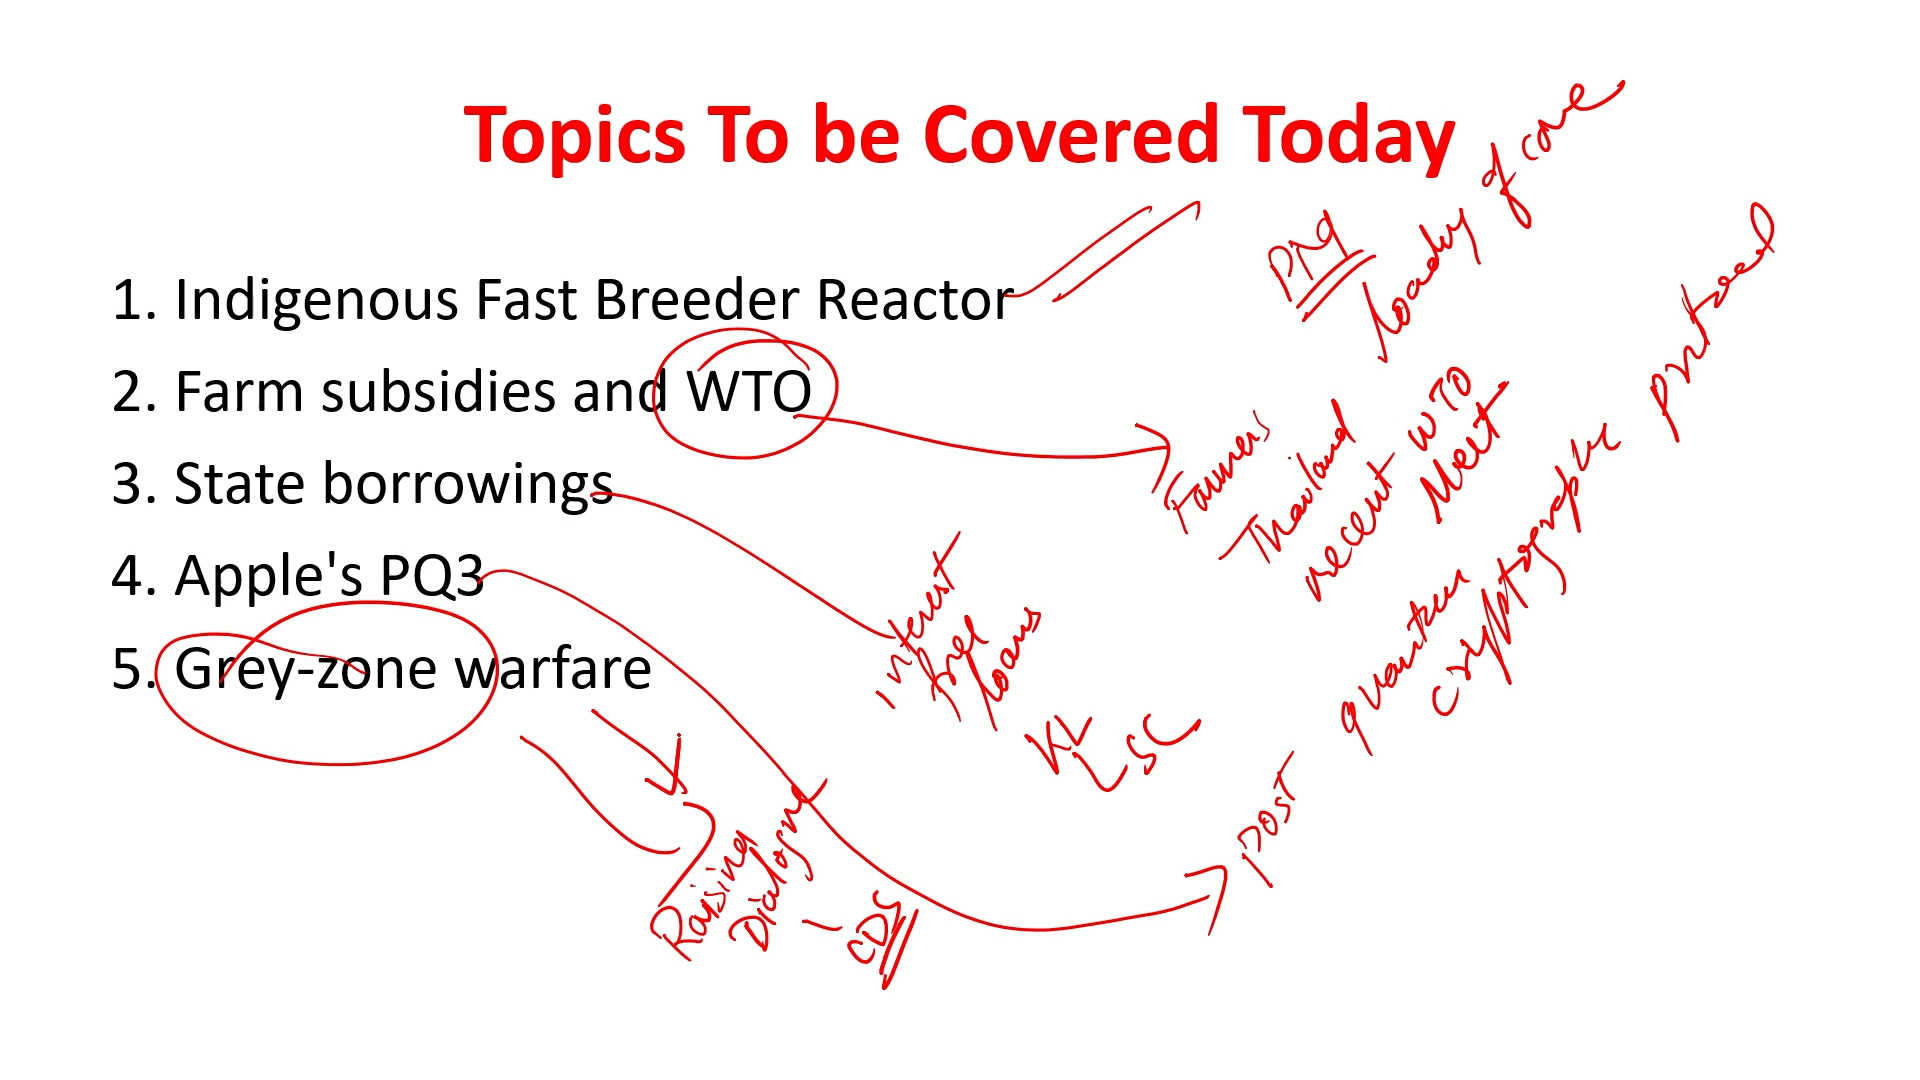 Topics To be Covered Today
1. Indigenous Fast Breeder Reactor
2. Farm subsidies and WTO
3. State borrowings
4. Apple's PQ3
5. Grey-zone warfare
loading of core
Farmers
Thailand
recent WTO
Meet
interest
free
loans
KL
SC
post quantum
cryptographic protocol
Raising
Dialogue
- CDS